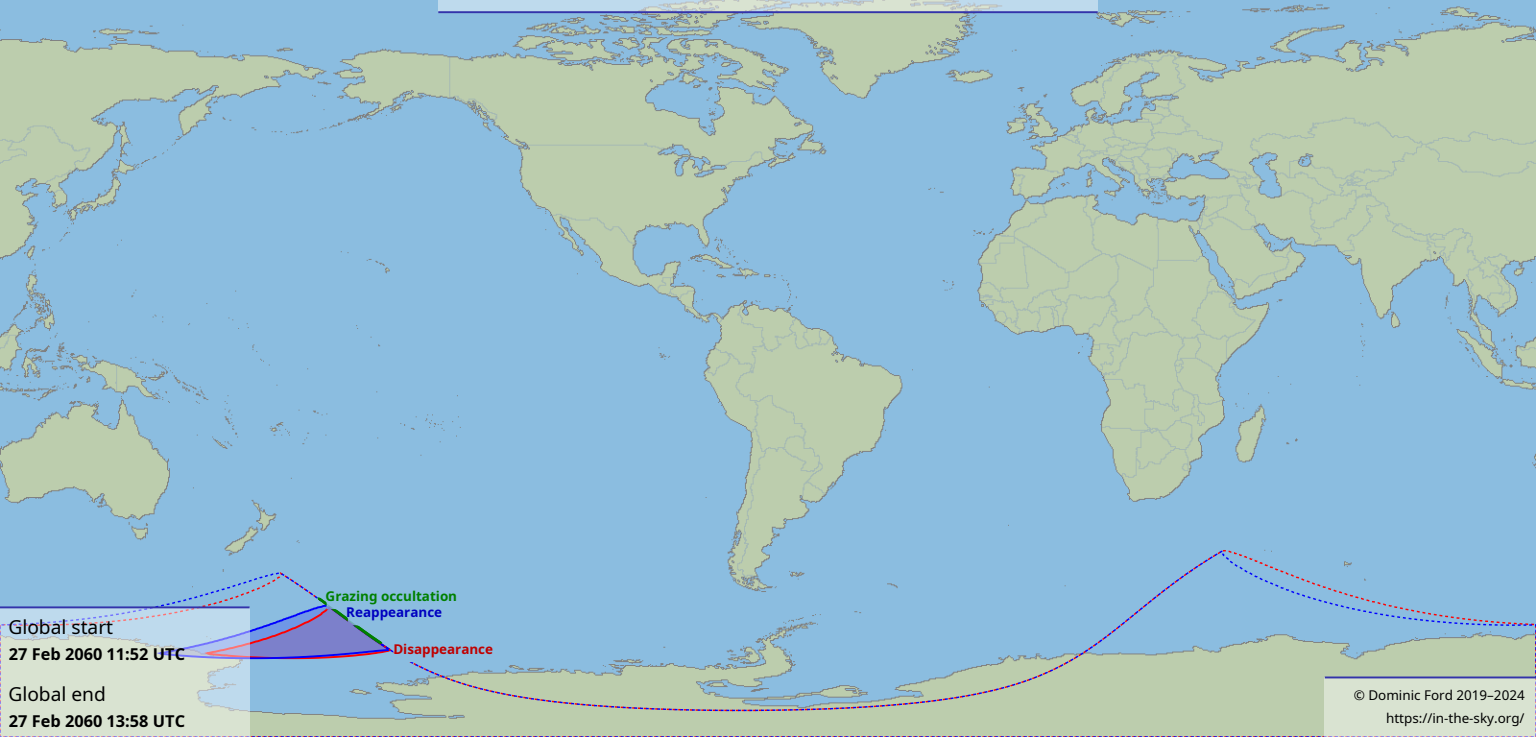 Grazing occultation
Reappearance
Disappearance
Global start
27 Feb 2060 11:52 UTC
Global end
27 Feb 2060 13:58 UTC
© Dominic Ford 2019–2024
https://in-the-sky.org/